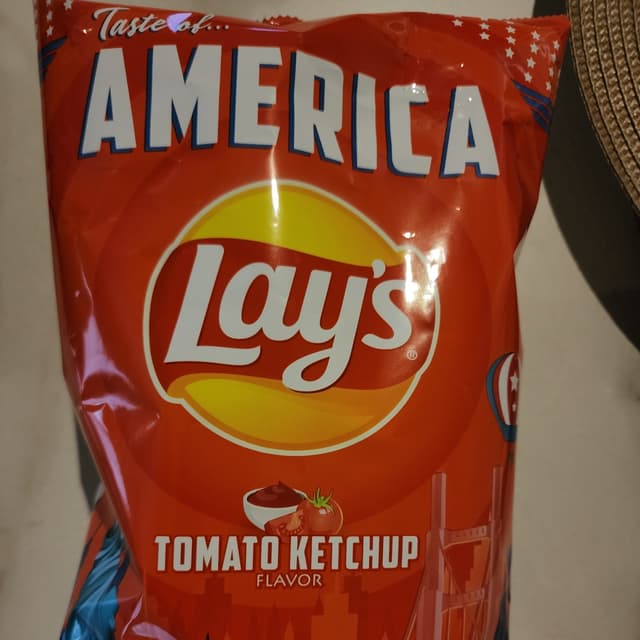 Taste of...
AMERICA
Lay's®
TOMATO KETCHUP
FLAVOR